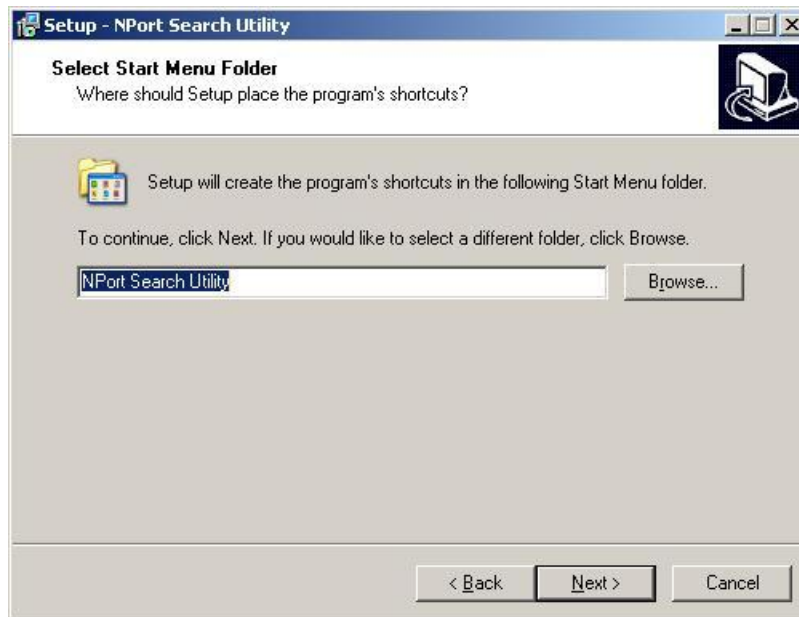 Setup - NPort Search Utility
Select Start Menu Folder
Where should Setup place the program's shortcuts?
Setup will create the program's shortcuts in the following Start Menu folder.
To continue, click Next. If you would like to select a different folder, click Browse.
NPort Search Utility
Browse...
< Back
Next >
Cancel